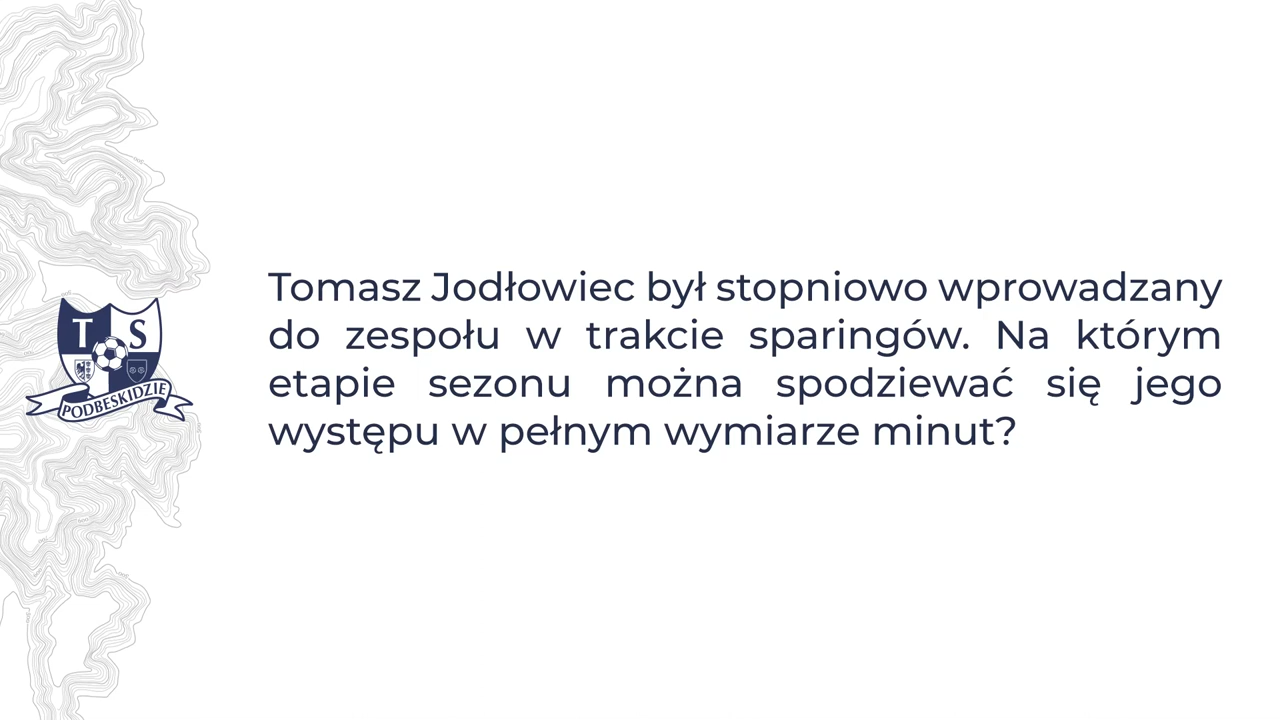 Tomasz Jodłowiec był stopniowo wprowadzany
do zespołu w trakcie sparingów. Na którym
etapie sezonu można spodziewać się jego
występu w pełnym wymiarze minut?
T S
PODBESKIDZIE